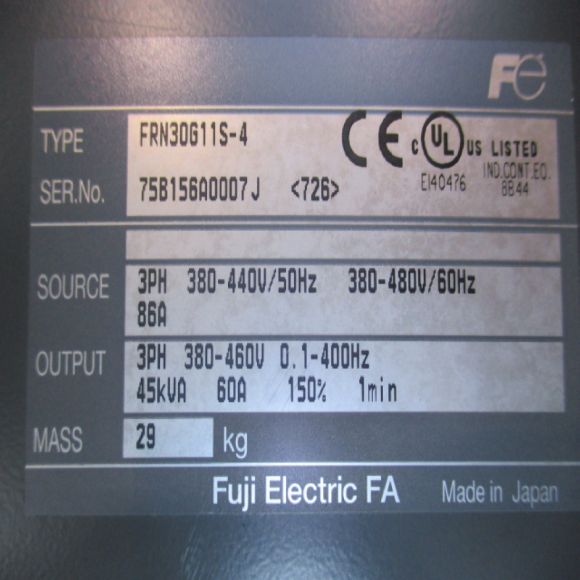 Fe
TYPE FRN30G11S-4 CE c UL US LISTED
IND.CONT.EQ.
E140476 8B44
SER.No. 75B156A0007J <726>
SOURCE 3PH 380-440V/50Hz 380-480V/60Hz
86A
OUTPUT 3PH 380-460V 0.1-400Hz
45kVA 60A 150% 1min
MASS 29 kg
Fuji Electric FA Made in Japan